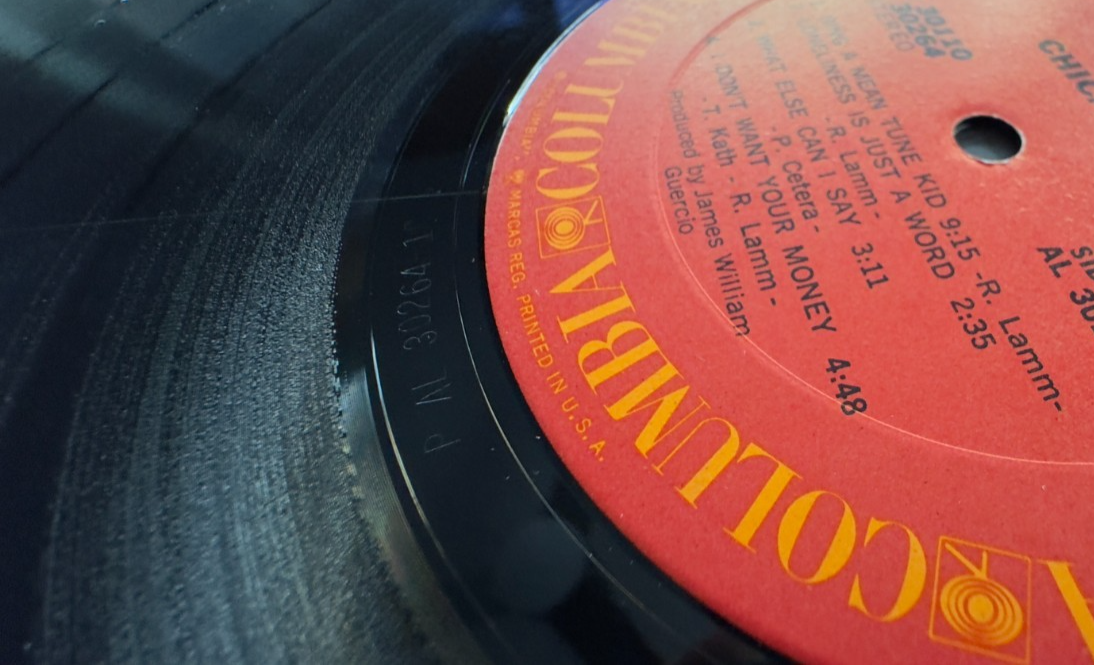 COLUMBIA
COLUMBIA
MARCAS REG. PRINTED IN U.S.A.
30110
30264
STEREO
CHIC
SI
AL 30
A MEAN TUNE KID 9:15 -R. Lamm-
IS JUST A WORD 2:35
-R. Lamm-
WHAT ELSE CAN I SAY 3:11
-P. Cetera-
I DON'T WANT YOUR MONEY 4:48
-T. Kath - R. Lamm -
Produced by James William
Guercio
P AL 30264 1